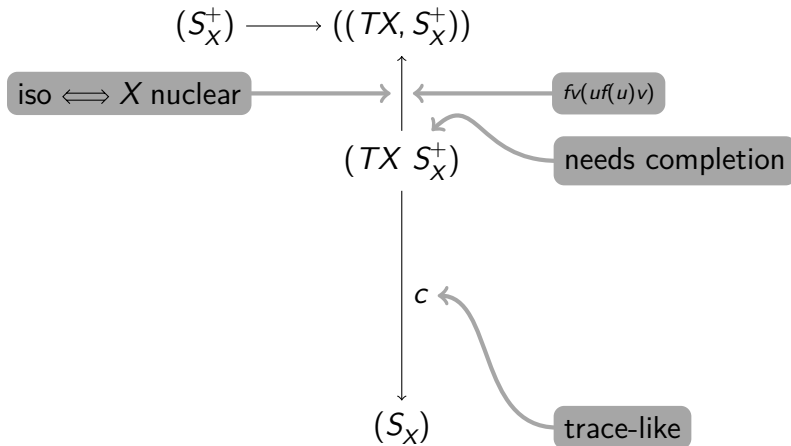 (S_X^+) ⟶ ((TX, S_X^+))
iso ⟺ X nuclear
fv(uf(u)v)
(TX S_X^+)
needs completion
c
(S_X)
trace-like